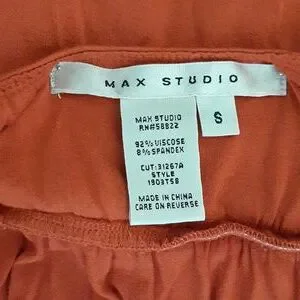 MAX STUDIO
S
MAX STUDIO
RN#58822
92% VISCOSE
8% SPANDEX
CUT:31267A
STYLE
1903T58
MADE IN CHINA
CARE ON REVERSE